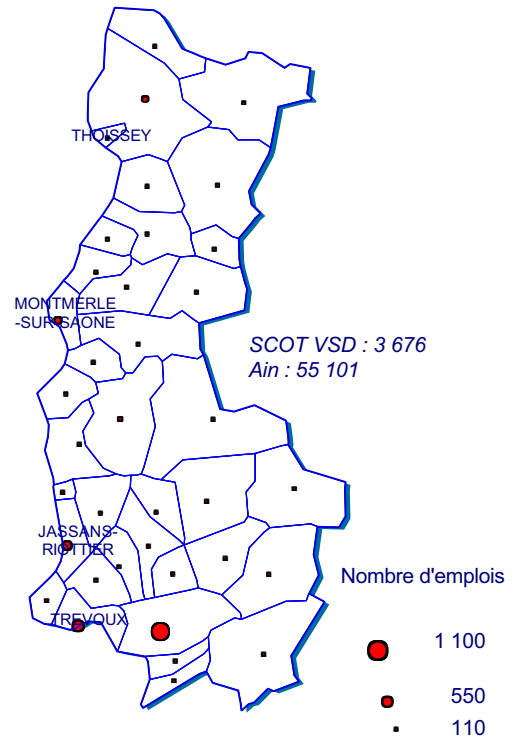 THOISSEY
MONTMERLE
-SUR-SAONE
SCOT VSD : 3 676
Ain : 55 101
JASSANS-
RIOTTIER
Nombre d'emplois
TREVOUX
1 100
550
110